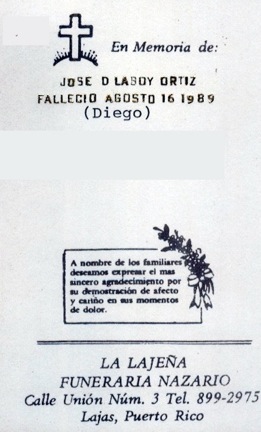 En Memoria de:
JOSE D LABOY ORTIZ
FALLECIO AGOSTO 16 1989
(Diego)
A nombre de los familiares
deseamos expresar el mas
sincero agradecimiento por
su demostración de afecto
y cariño en sus momentos
de dolor.
LA LAJEÑA
FUNERARIA NAZARIO
Calle Unión Núm. 3 Tel. 899-2975
Lajas, Puerto Rico